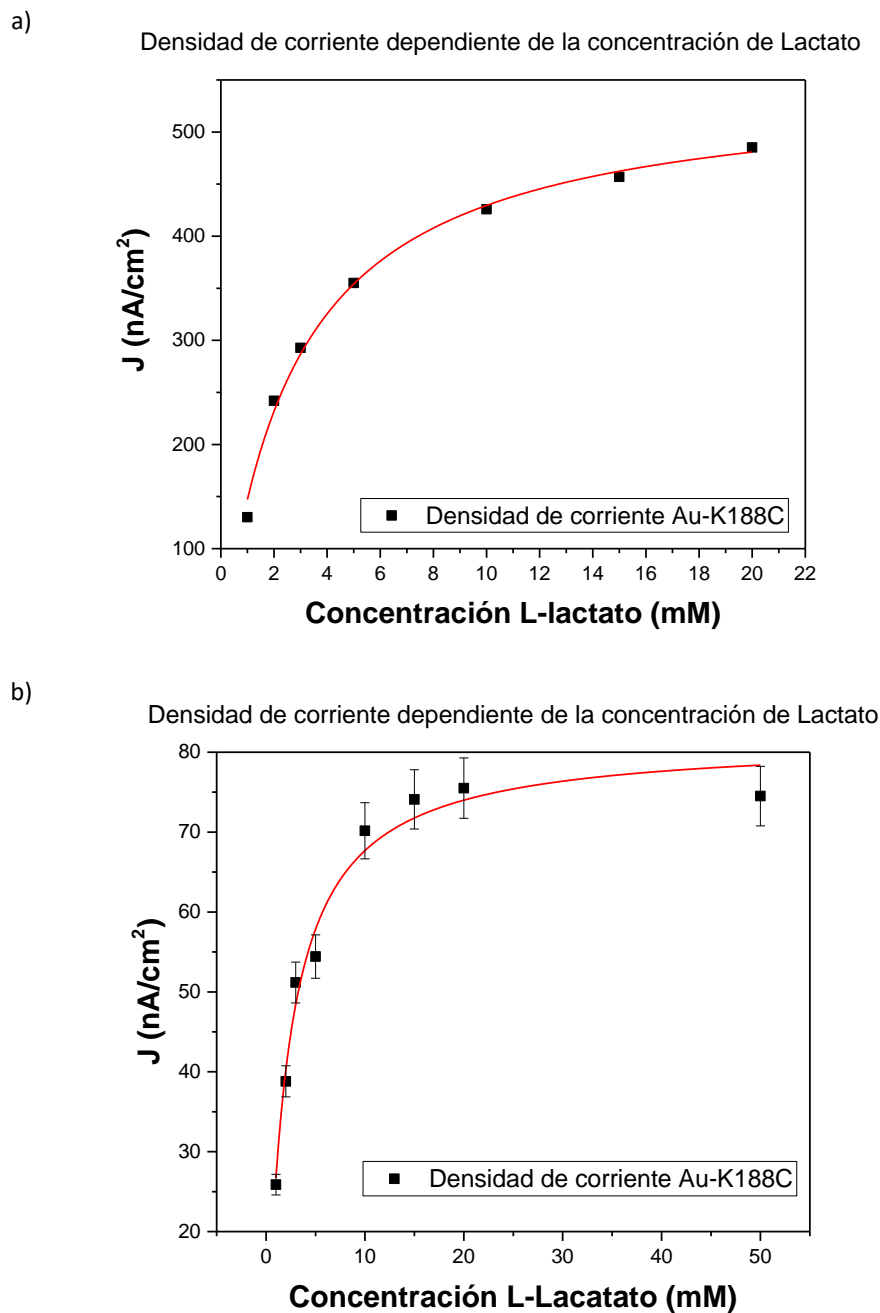 a)
Densidad de corriente dependiente de la concentración de Lactato
500
400
300
200
100
J (nA/cm²)
Densidad de corriente Au-K188C
0 2 4 6 8 10 12 14 16 18 20 22
Concentración L-lactato (mM)
b)
Densidad de corriente dependiente de la concentración de Lactato
80
70
60
50
40
30
20
J (nA/cm²)
Densidad de corriente Au-K188C
0 10 20 30 40 50
Concentración L-Lacatato (mM)